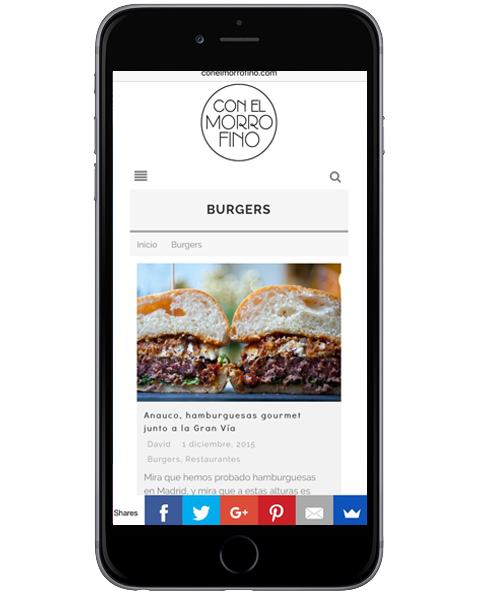 conelmorrofino.com
CON EL
MORRO
FINO
BURGERS
Inicio Burgers
Anauco, hamburguesas gourmet
junto a la Gran Vía
David 1 diciembre, 2015
Burgers, Restaurantes
Mira que hemos probado hamburguesas
en Madrid, y mira que a estas alturas es
Shares